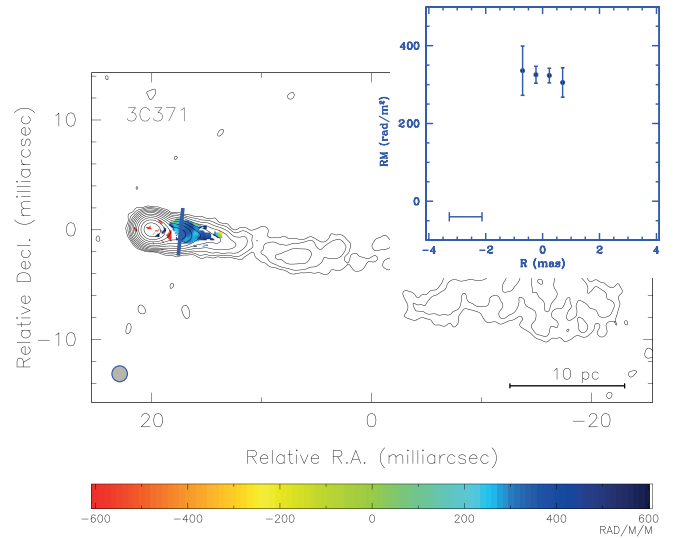 400
200
0
RM (rad/m²)
−4 −2 0 2 4
R (mas)
3C371
10
0
−10
Relative Decl. (milliarcsec)
10 pc
20 0 −20
Relative R.A. (milliarcsec)
−600 −400 −200 0 200 400 600
RAD/M/M